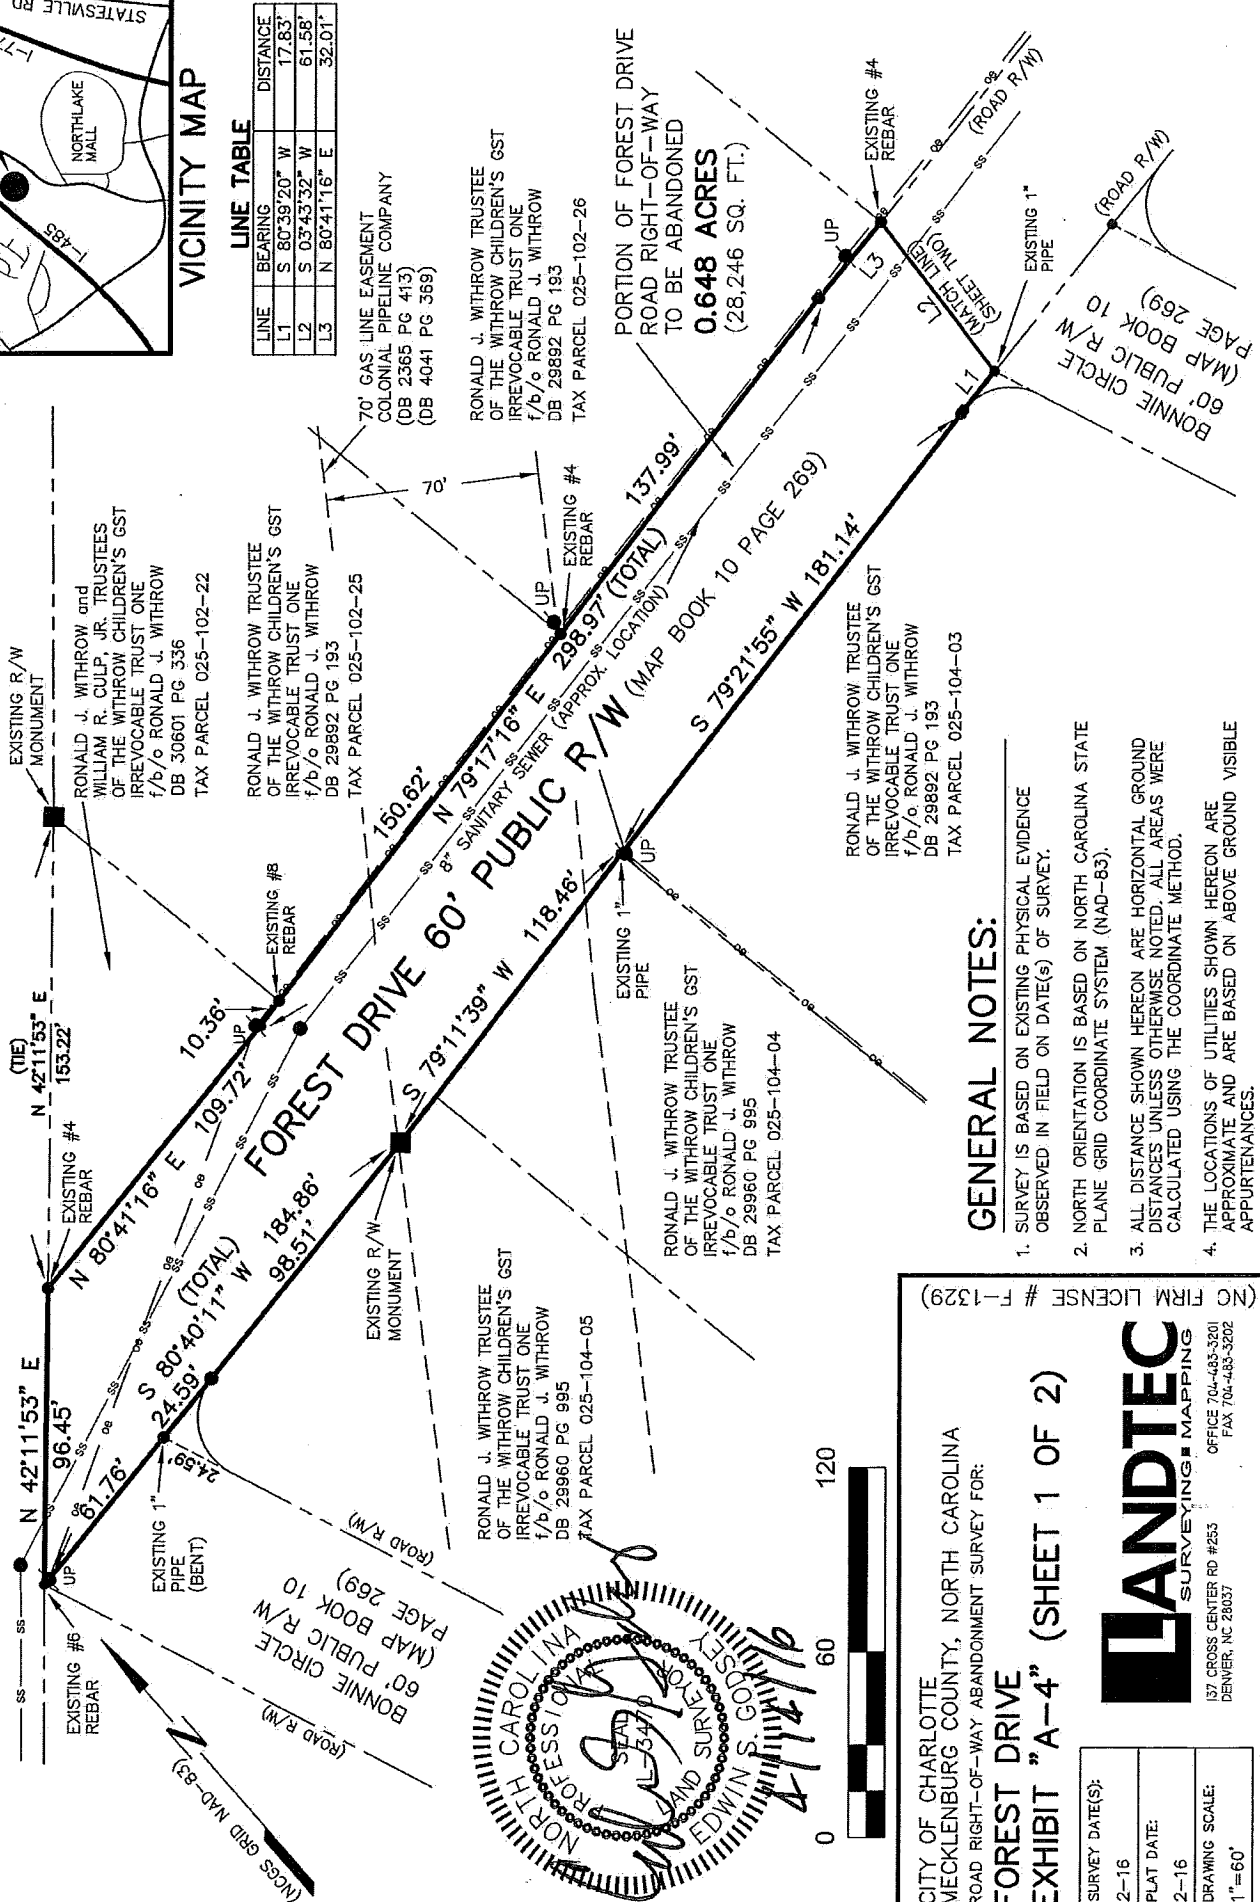 STATESVILLE RD
I-77
NORTHLAKE
MALL
I-485
VICINITY MAP
LINE TABLE
LINE BEARING DISTANCE
L1 S 80°39'20" W 17.83'
L2 S 03°43'32" W 61.58'
L3 N 80°41'16" E 32.01'
EXISTING R/W
MONUMENT
(TIE)
N 42°11'53" E
153.22'
RONALD J. WITHROW and
WILLIAM R. CULP, JR. TRUSTEES
OF THE WITHROW CHILDREN'S GST
IRREVOCABLE TRUST ONE
f/b/o RONALD J. WITHROW
DB 30601 PG 336
TAX PARCEL 025-102-22
RONALD J. WITHROW TRUSTEE
OF THE WITHROW CHILDREN'S GST
IRREVOCABLE TRUST ONE
f/b/o RONALD J. WITHROW
DB 29892 PG 193
TAX PARCEL 025-102-25
70' GAS LINE EASEMENT
COLONIAL PIPELINE COMPANY
(DB 2365 PG 413)
(DB 4041 PG 369)
70'
RONALD J. WITHROW TRUSTEE
OF THE WITHROW CHILDREN'S GST
IRREVOCABLE TRUST ONE
f/b/o RONALD J. WITHROW
DB 29892 PG 193
TAX PARCEL 025-102-26
PORTION OF FOREST DRIVE
ROAD RIGHT-OF-WAY
TO BE ABANDONED
0.648 ACRES
(28,246 SQ. FT.)
EXISTING #4
REBAR
UP
L3
(ROAD R/W)
L2
(MATCH LINE)
(SHEET TWO)
EXISTING 1"
PIPE
(ROAD R/W)
L1
BONNIE CIRCLE
60' PUBLIC R/W
(MAP BOOK 10
PAGE 269)
N 42°11'53" E
96.45'
EXISTING #4
REBAR
N 80°41'16" E
109.72'
10.36'
UP
EXISTING #8
REBAR
150.62'
N 79°17'16" E 298.97' (TOTAL)
UP
EXISTING #4
REBAR
137.99'
8" SANITARY SEWER (APPROX. LOCATION)
FOREST DRIVE 60' PUBLIC R/W (MAP BOOK 10 PAGE 269)
EXISTING #6
REBAR
UP
61.76'
EXISTING 1"
PIPE
(BENT)
24.59'
24.59'
S 80°40'11" W 184.86'
(TOTAL)
98.51'
EXISTING R/W
MONUMENT
S 79°11'39" W 118.46'
EXISTING 1"
PIPE
UP
S 79°21'55" W 181.14'
(ROAD R/W)
(ROAD R/W)
BONNIE CIRCLE
60' PUBLIC R/W
(MAP BOOK 10
PAGE 269)
N
(NCGS GRID NAD-83)
RONALD J. WITHROW TRUSTEE
OF THE WITHROW CHILDREN'S GST
IRREVOCABLE TRUST ONE
f/b/o RONALD J. WITHROW
DB 29960 PG 995
TAX PARCEL 025-104-05
RONALD J. WITHROW TRUSTEE
OF THE WITHROW CHILDREN'S GST
IRREVOCABLE TRUST ONE
f/b/o RONALD J. WITHROW
DB 29960 PG 995
TAX PARCEL 025-104-04
RONALD J. WITHROW TRUSTEE
OF THE WITHROW CHILDREN'S GST
IRREVOCABLE TRUST ONE
f/b/o RONALD J. WITHROW
DB 29892 PG 193
TAX PARCEL 025-104-03
NORTH CAROLINA
PROFESSIONAL
SEAL
L-3470
LAND SURVEYOR
EDWIN S. GODSEY
4/14/16
0 60 120
GENERAL NOTES:
1. SURVEY IS BASED ON EXISTING PHYSICAL EVIDENCE
OBSERVED IN FIELD ON DATE(s) OF SURVEY.
2. NORTH ORIENTATION IS BASED ON NORTH CAROLINA STATE
PLANE GRID COORDINATE SYSTEM (NAD-83).
3. ALL DISTANCE SHOWN HEREON ARE HORIZONTAL GROUND
DISTANCES UNLESS OTHERWISE NOTED. ALL AREAS WERE
CALCULATED USING THE COORDINATE METHOD.
4. THE LOCATIONS OF UTILITIES SHOWN HEREON ARE
APPROXIMATE AND ARE BASED ON ABOVE GROUND VISIBLE
APPURTENANCES.
CITY OF CHARLOTTE
MECKLENBURG COUNTY, NORTH CAROLINA
ROAD RIGHT-OF-WAY ABANDONMENT SURVEY FOR:
FOREST DRIVE
EXHIBIT "A-4" (SHEET 1 OF 2)
SURVEY DATE(S):
2-16
PLAT DATE:
2-16
DRAWING SCALE:
1"=60'
LANDTEC
SURVEYING MAPPING
137 CROSS CENTER RD #253
DENVER, NC 28037
OFFICE 704-483-3201
FAX 704-483-3202
(NC FIRM LICENSE # F-1329)